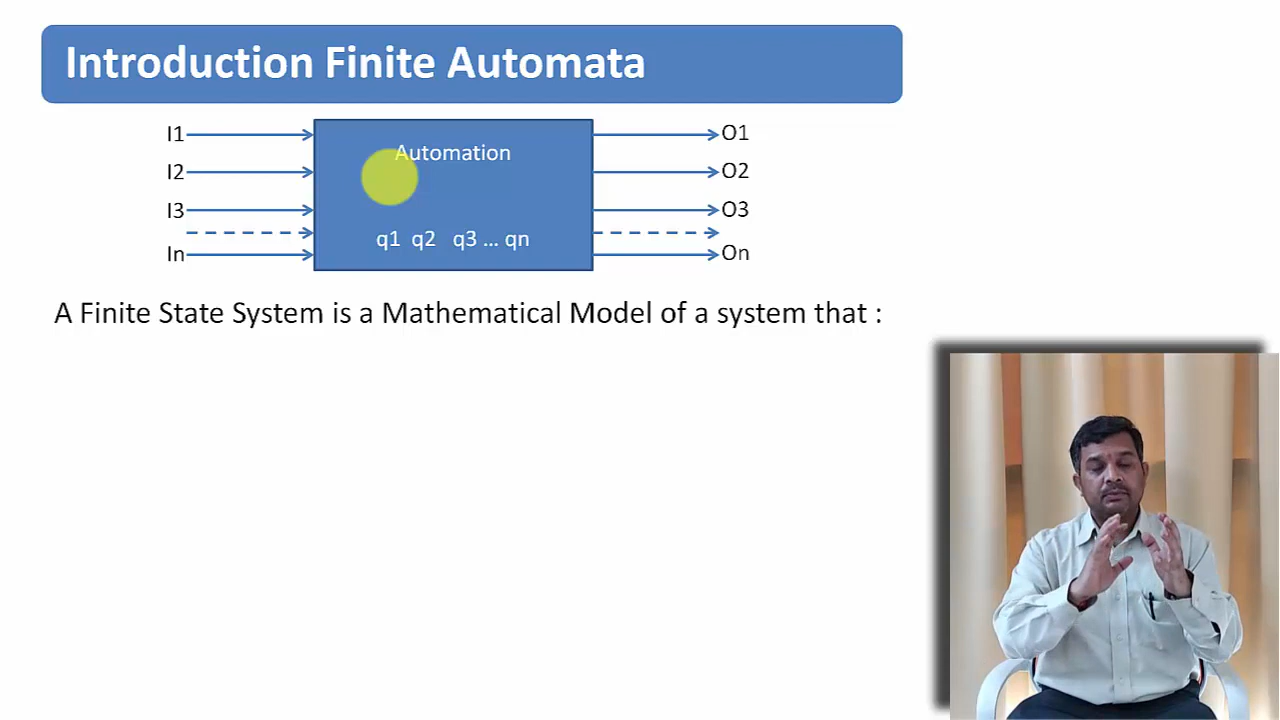 Introduction Finite Automata
I1 Automation O1
I2 O2
I3 O3
q1 q2 q3 ... qn
In On
A Finite State System is a Mathematical Model of a system that :